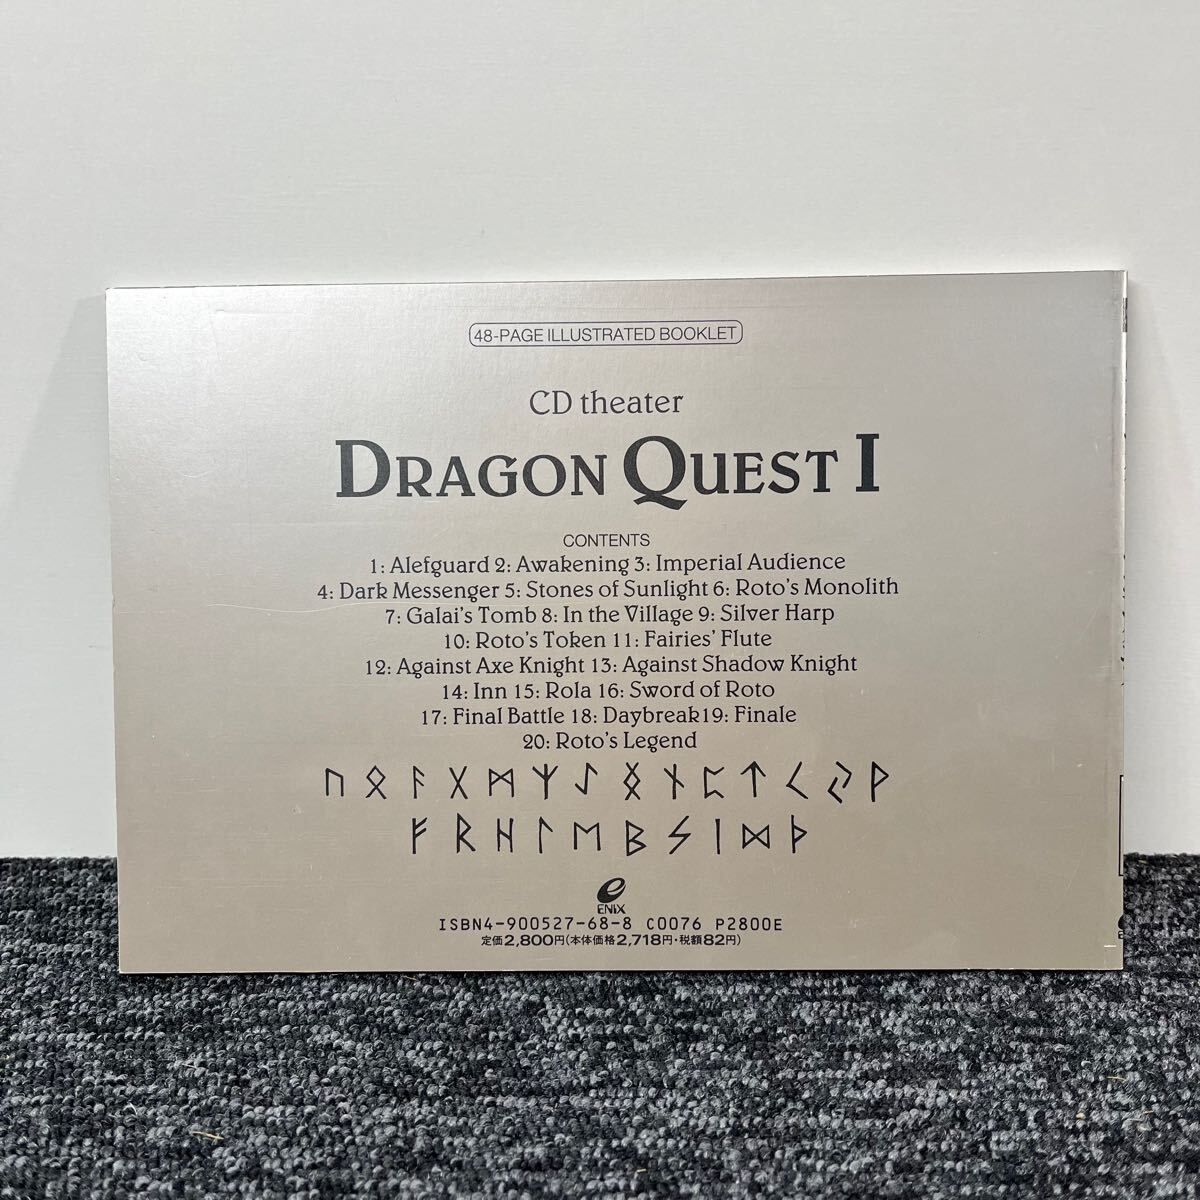 48-PAGE ILLUSTRATED BOOKLET
CD theater
DRAGON QUEST I
CONTENTS
1: Alefguard 2: Awakening 3: Imperial Audience
4: Dark Messenger 5: Stones of Sunlight 6: Roto's Monolith
7: Galai's Tomb 8: In the Village 9: Silver Harp
10: Roto's Token 11: Fairies' Flute
12: Against Axe Knight 13: Against Shadow Knight
14: Inn 15: Rola 16: Sword of Roto
17: Final Battle 18: Daybreak19: Finale
20: Roto's Legend
ᚢ ᛟ ᚨ ᚷ ᛗ ᛉ ᛇ ᛝ ᚾ ᛈ ᛏ ᚲ ᛃ ᚹ
ᚠ ᚱ ᚺ ᛚ ᛖ ᛒ ᛊ ᛁ ᛞ ᚦ
ENIX
ISBN4-900527-68-8 C0076 P2800E
定価2,800円(本体価格2,718円・税額82円)